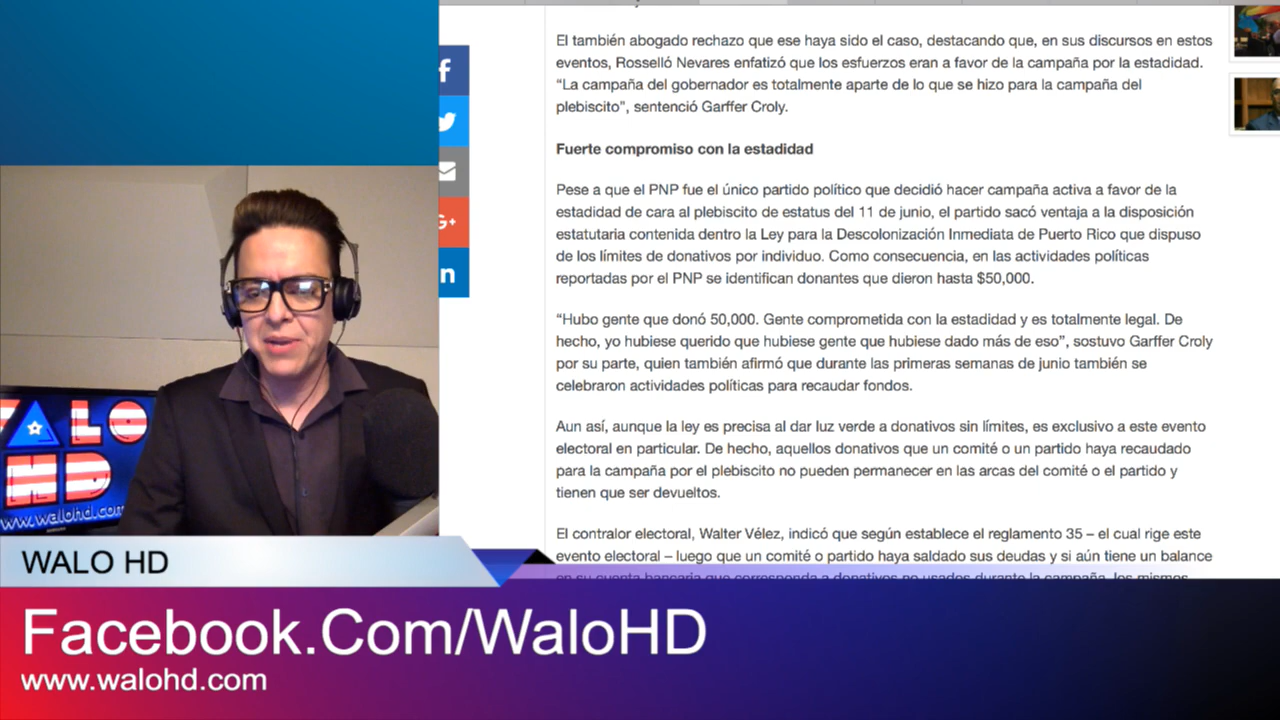 El también abogado rechazo que ese haya sido el caso, destacando que, en sus discursos en estos
eventos, Rosselló Nevares enfatizó que los esfuerzos eran a favor de la campaña por la estadidad.
“La campaña del gobernador es totalmente aparte de lo que se hizo para la campaña del
plebiscito”, sentenció Garffer Croly.
Fuerte compromiso con la estadidad
Pese a que el PNP fue el único partido político que decidió hacer campaña activa a favor de la
estadidad de cara al plebiscito de estatus del 11 de junio, el partido sacó ventaja a la disposición
estatutaria contenida dentro la Ley para la Descolonización Inmediata de Puerto Rico que dispuso
de los límites de donativos por individuo. Como consecuencia, en las actividades políticas
reportadas por el PNP se identifican donantes que dieron hasta $50,000.
“Hubo gente que donó 50,000. Gente comprometida con la estadidad y es totalmente legal. De
hecho, yo hubiese querido que hubiese gente que hubiese dado más de eso”, sostuvo Garffer Croly
por su parte, quien también afirmó que durante las primeras semanas de junio también se
celebraron actividades políticas para recaudar fondos.
Aun así, aunque la ley es precisa al dar luz verde a donativos sin límites, es exclusivo a este evento
electoral en particular. De hecho, aquellos donativos que un comité o un partido haya recaudado
para la campaña por el plebiscito no pueden permanecer en las arcas del comité o el partido y
tienen que ser devueltos.
El contralor electoral, Walter Vélez, indicó que según establece el reglamento 35 – el cual rige este
evento electoral – luego que un comité o partido haya saldado sus deudas y si aún tiene un balance
en su cuenta bancaria que corresponda a donativos no usados durante la campaña, los mismos
WALO
HD
www.walohd.com
WALO HD
Facebook.Com/WaloHD
www.walohd.com